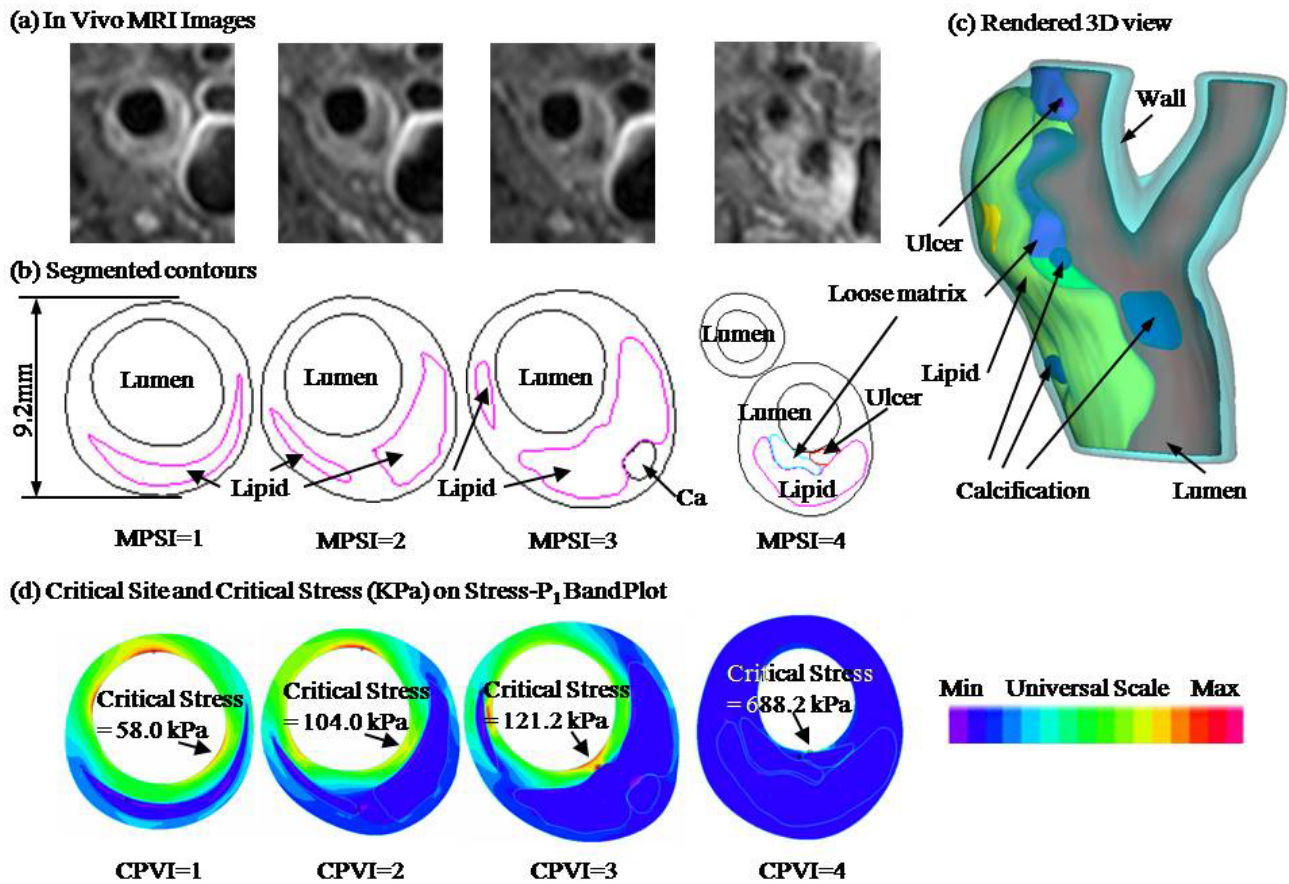 (a) In Vivo MRI Images
(c) Rendered 3D view
Wall
Ulcer
Loose matrix
Lipid
Calcification
Lumen
(b) Segmented contours
9.2mm
Lumen
Lumen
Lumen
Lumen
Lumen
Ulcer
Lipid
Lipid
Lipid
Ca
MPSI=1
MPSI=2
MPSI=3
MPSI=4
(d) Critical Site and Critical Stress (KPa) on Stress-P1 Band Plot
Critical Stress
= 58.0 kPa
Critical Stress
= 104.0 kPa
Critical Stress
= 121.2 kPa
Critical Stress
= 688.2 kPa
Min Universal Scale Max
CPVI=1
CPVI=2
CPVI=3
CPVI=4